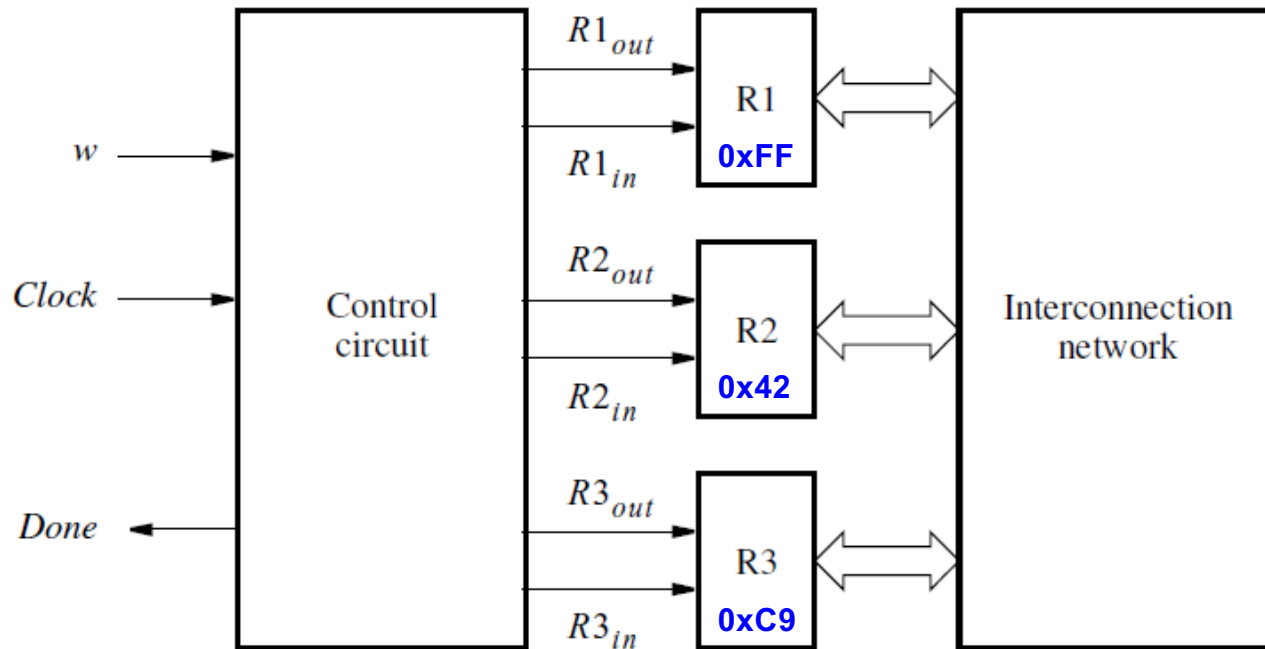 w
Clock
Done
Control
circuit
R1out
R1in
R2out
R2in
R3out
R3in
R1
0xFF
R2
0x42
R3
0xC9
Interconnection
network